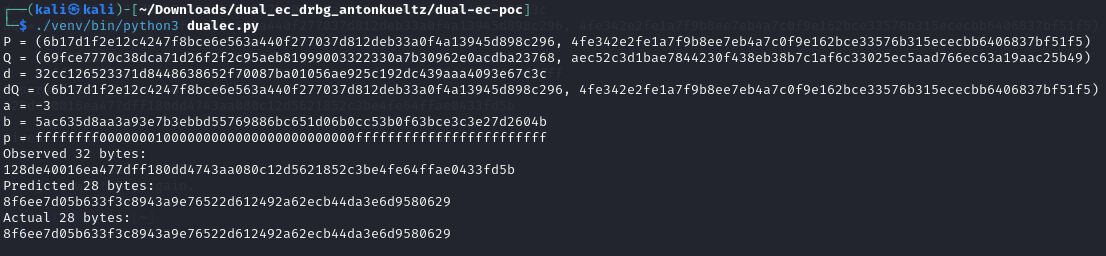 ┌──(kali㉿kali)-[~/Downloads/dual_ec_drbg_antonkueltz/dual-ec-poc]
└─$ ./venv/bin/python3 dualec.py
P = (6b17d1f2e12c4247f8bce6e563a440f277037d812deb33a0f4a13945d898c296, 4fe342e2fe1a7f9b8ee7eb4a7c0f9e162bce33576b315ececbb6406837bf51f5)
Q = (69fce7770c38dca71d26f2f2c95aeb81999003322330a7b30962e0acdba23768, aec52c3d1bae7844230f438eb38b7c1af6c33025ec5aad766ec63a19aac25b49)
d = 32cc126523371d8448638652f70087ba01056ae925c192dc439aaa4093e67c3c
dQ = (6b17d1f2e12c4247f8bce6e563a440f277037d812deb33a0f4a13945d898c296, 4fe342e2fe1a7f9b8ee7eb4a7c0f9e162bce33576b315ececbb6406837bf51f5)
a = -3
b = 5ac635d8aa3a93e7b3ebbd55769886bc651d06b0cc53b0f63bce3c3e27d2604b
p = ffffffff00000001000000000000000000000000ffffffffffffffffffffffff
Observed 32 bytes:
128de40016ea477dff180dd4743aa080c12d5621852c3be4fe64ffae0433fd5b
Predicted 28 bytes:
8f6ee7d05b633f3c8943a9e76522d612492a62ecb44da3e6d9580629
Actual 28 bytes:
8f6ee7d05b633f3c8943a9e76522d612492a62ecb44da3e6d9580629